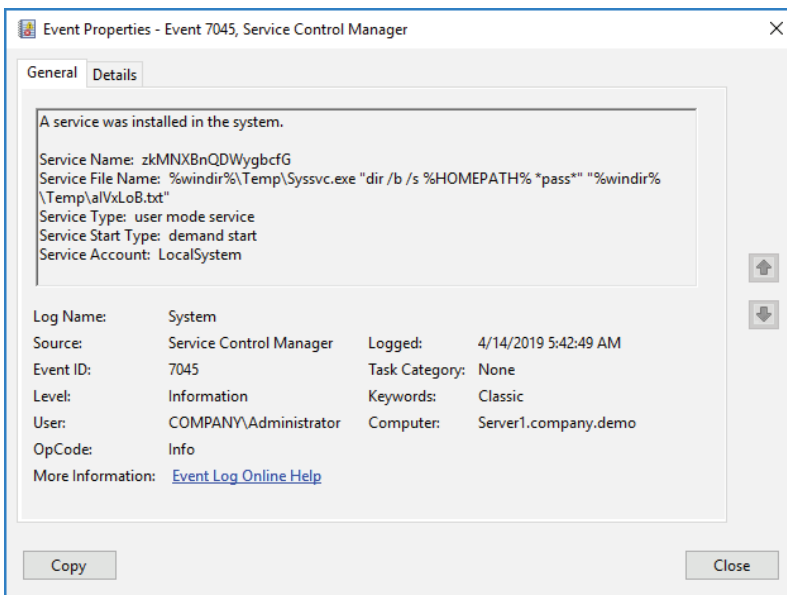 Event Properties - Event 7045, Service Control Manager
General Details
A service was installed in the system.
Service Name: zkMNXBnQDWygbcfG
Service File Name: %windir%\Temp\Syssvc.exe "dir /b /s %HOMEPATH% *pass*" "%windir%
\Temp\alVxLoB.txt"
Service Type: user mode service
Service Start Type: demand start
Service Account: LocalSystem
Log Name: System
Source: Service Control Manager Logged: 4/14/2019 5:42:49 AM
Event ID: 7045 Task Category: None
Level: Information Keywords: Classic
User: COMPANY\Administrator Computer: Server1.company.demo
OpCode: Info
More Information: Event Log Online Help
Copy Close